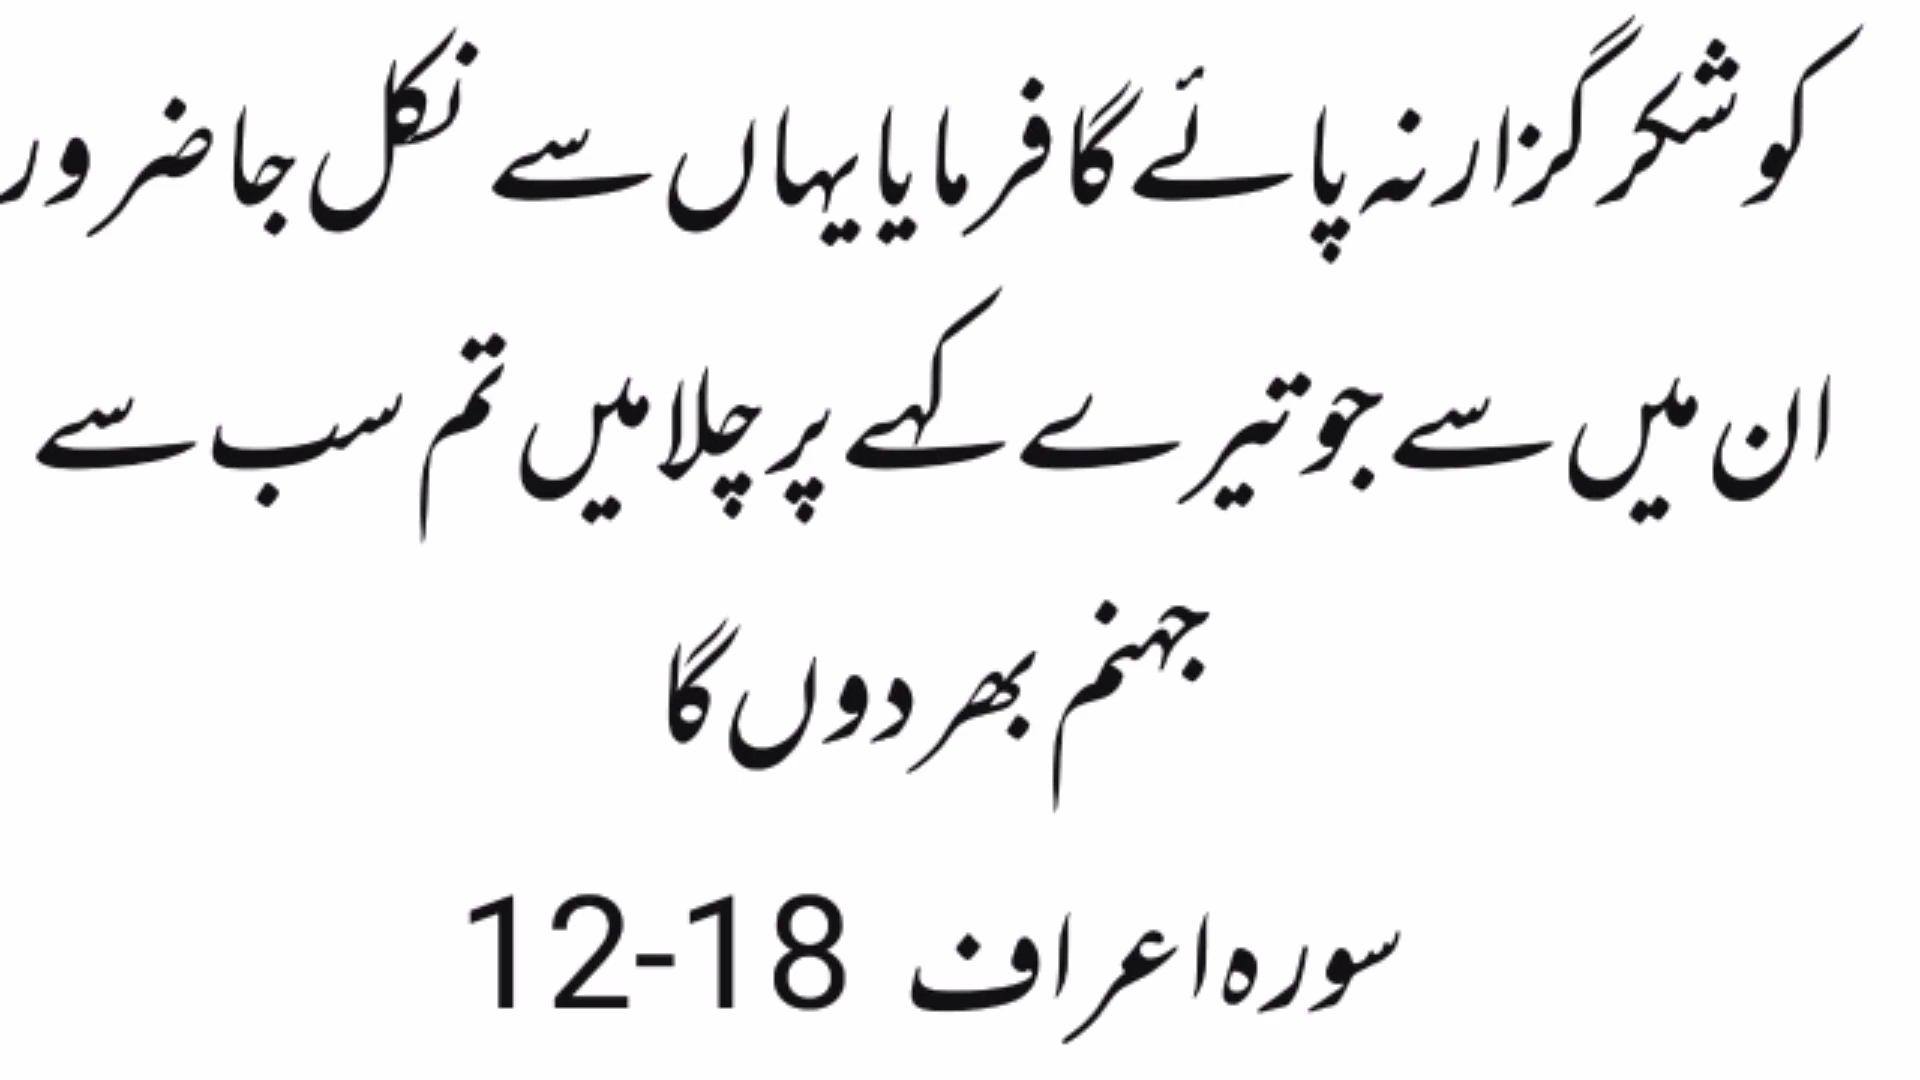 کو شکر گزار نہ پائے گا فرمایا یہاں سے نکل جا ضرور
ان میں سے جو تیرے کہے پر چلا میں تم سب سے
جہنم بھر دوں گا
سورہ اعراف 12-18